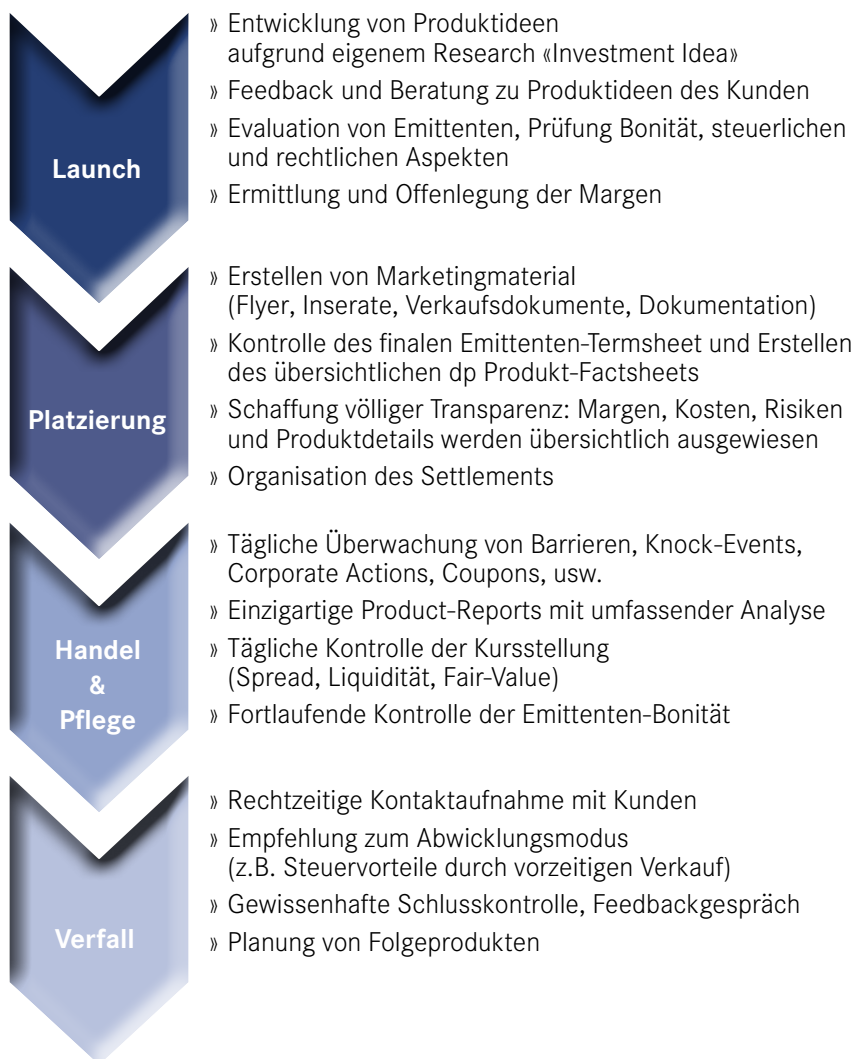 Launch
» Entwicklung von Produktideen
aufgrund eigenem Research «Investment Idea»
» Feedback und Beratung zu Produktideen des Kunden
» Evaluation von Emittenten, Prüfung Bonität, steuerlichen
und rechtlichen Aspekten
» Ermittlung und Offenlegung der Margen
Platzierung
» Erstellen von Marketingmaterial
(Flyer, Inserate, Verkaufsdokumente, Dokumentation)
» Kontrolle des finalen Emittenten-Termsheet und Erstellen
des übersichtlichen dp Produkt-Factsheets
» Schaffung völliger Transparenz: Margen, Kosten, Risiken
und Produktdetails werden übersichtlich ausgewiesen
» Organisation des Settlements
Handel
&
Pflege
» Tägliche Überwachung von Barrieren, Knock-Events,
Corporate Actions, Coupons, usw.
» Einzigartige Product-Reports mit umfassender Analyse
» Tägliche Kontrolle der Kursstellung
(Spread, Liquidität, Fair-Value)
» Fortlaufende Kontrolle der Emittenten-Bonität
Verfall
» Rechtzeitige Kontaktaufnahme mit Kunden
» Empfehlung zum Abwicklungsmodus
(z.B. Steuervorteile durch vorzeitigen Verkauf)
» Gewissenhafte Schlusskontrolle, Feedbackgespräch
» Planung von Folgeprodukten